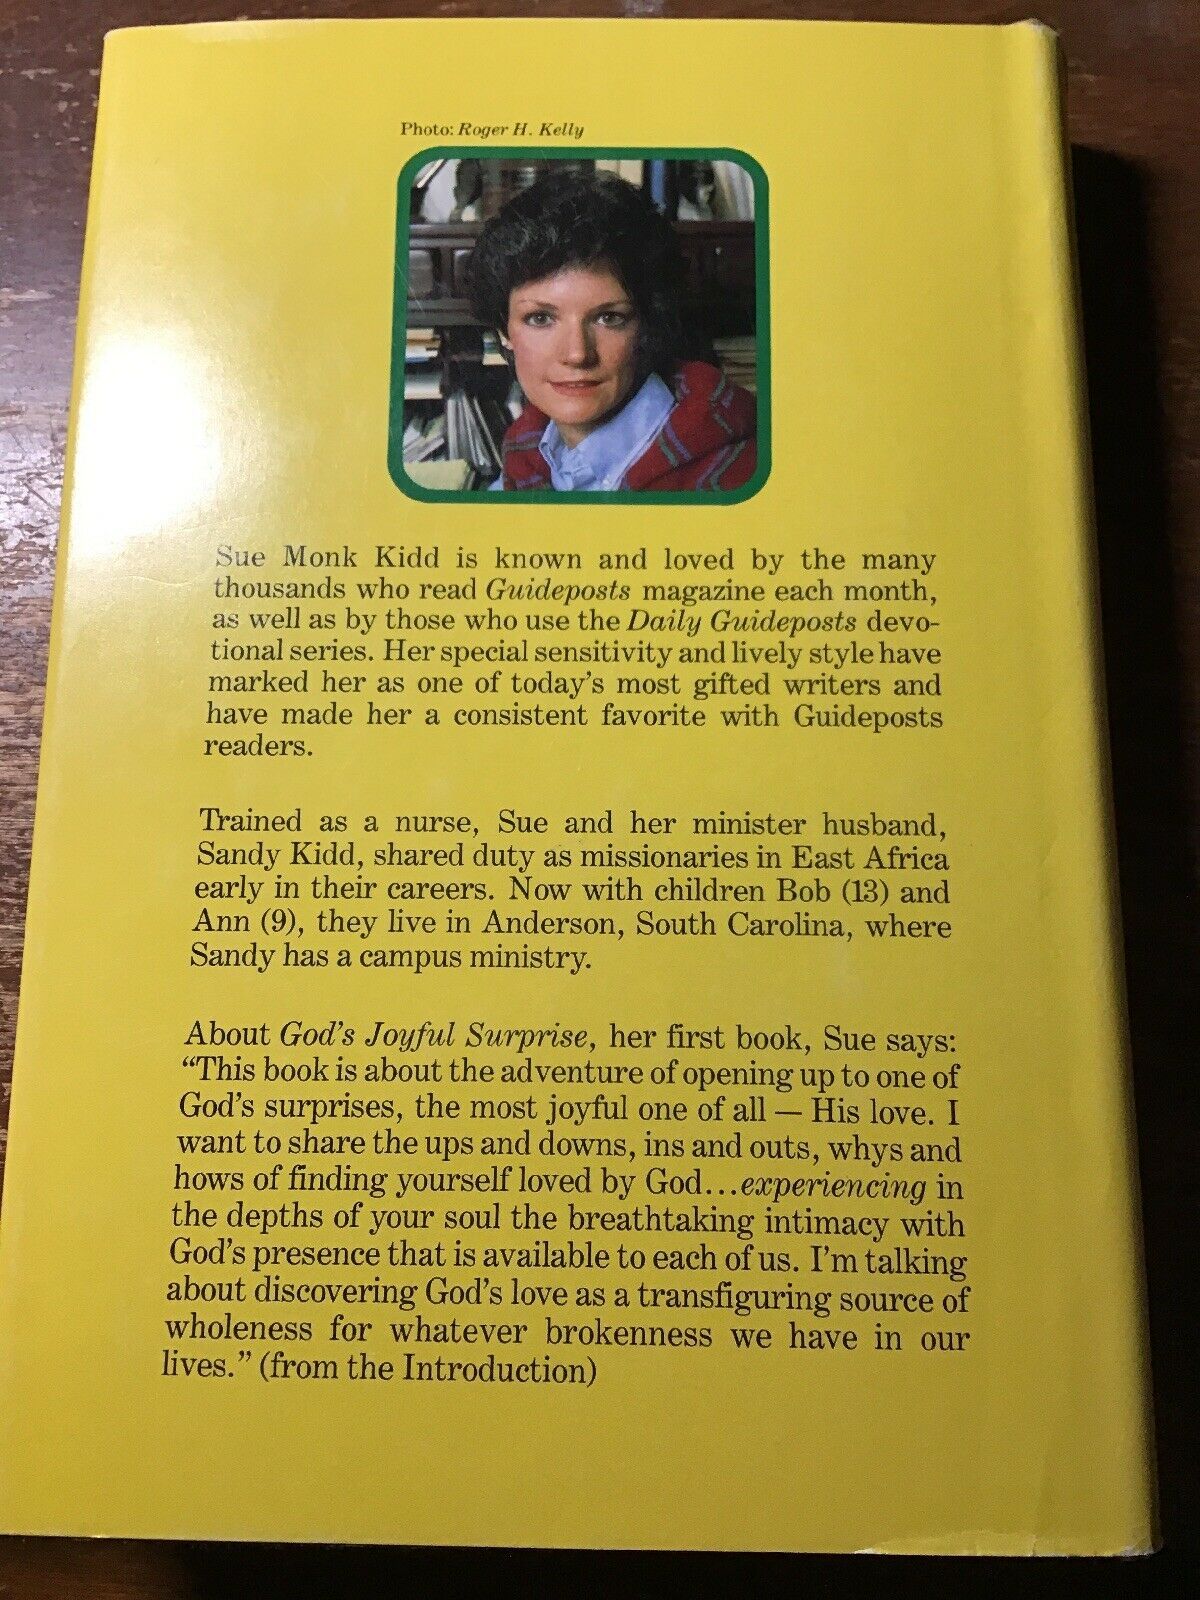 Photo: Roger H. Kelly
Sue Monk Kidd is known and loved by the many
thousands who read Guideposts magazine each month,
as well as by those who use the Daily Guideposts devo-
tional series. Her special sensitivity and lively style have
marked her as one of today's most gifted writers and
have made her a consistent favorite with Guideposts
readers.
Trained as a nurse, Sue and her minister husband,
Sandy Kidd, shared duty as missionaries in East Africa
early in their careers. Now with children Bob (13) and
Ann (9), they live in Anderson, South Carolina, where
Sandy has a campus ministry.
About God's Joyful Surprise, her first book, Sue says:
“This book is about the adventure of opening up to one of
God's surprises, the most joyful one of all — His love. I
want to share the ups and downs, ins and outs, whys and
hows of finding yourself loved by God...experiencing in
the depths of your soul the breathtaking intimacy with
God's presence that is available to each of us. I'm talking
about discovering God's love as a transfiguring source of
wholeness for whatever brokenness we have in our
lives.” (from the Introduction)